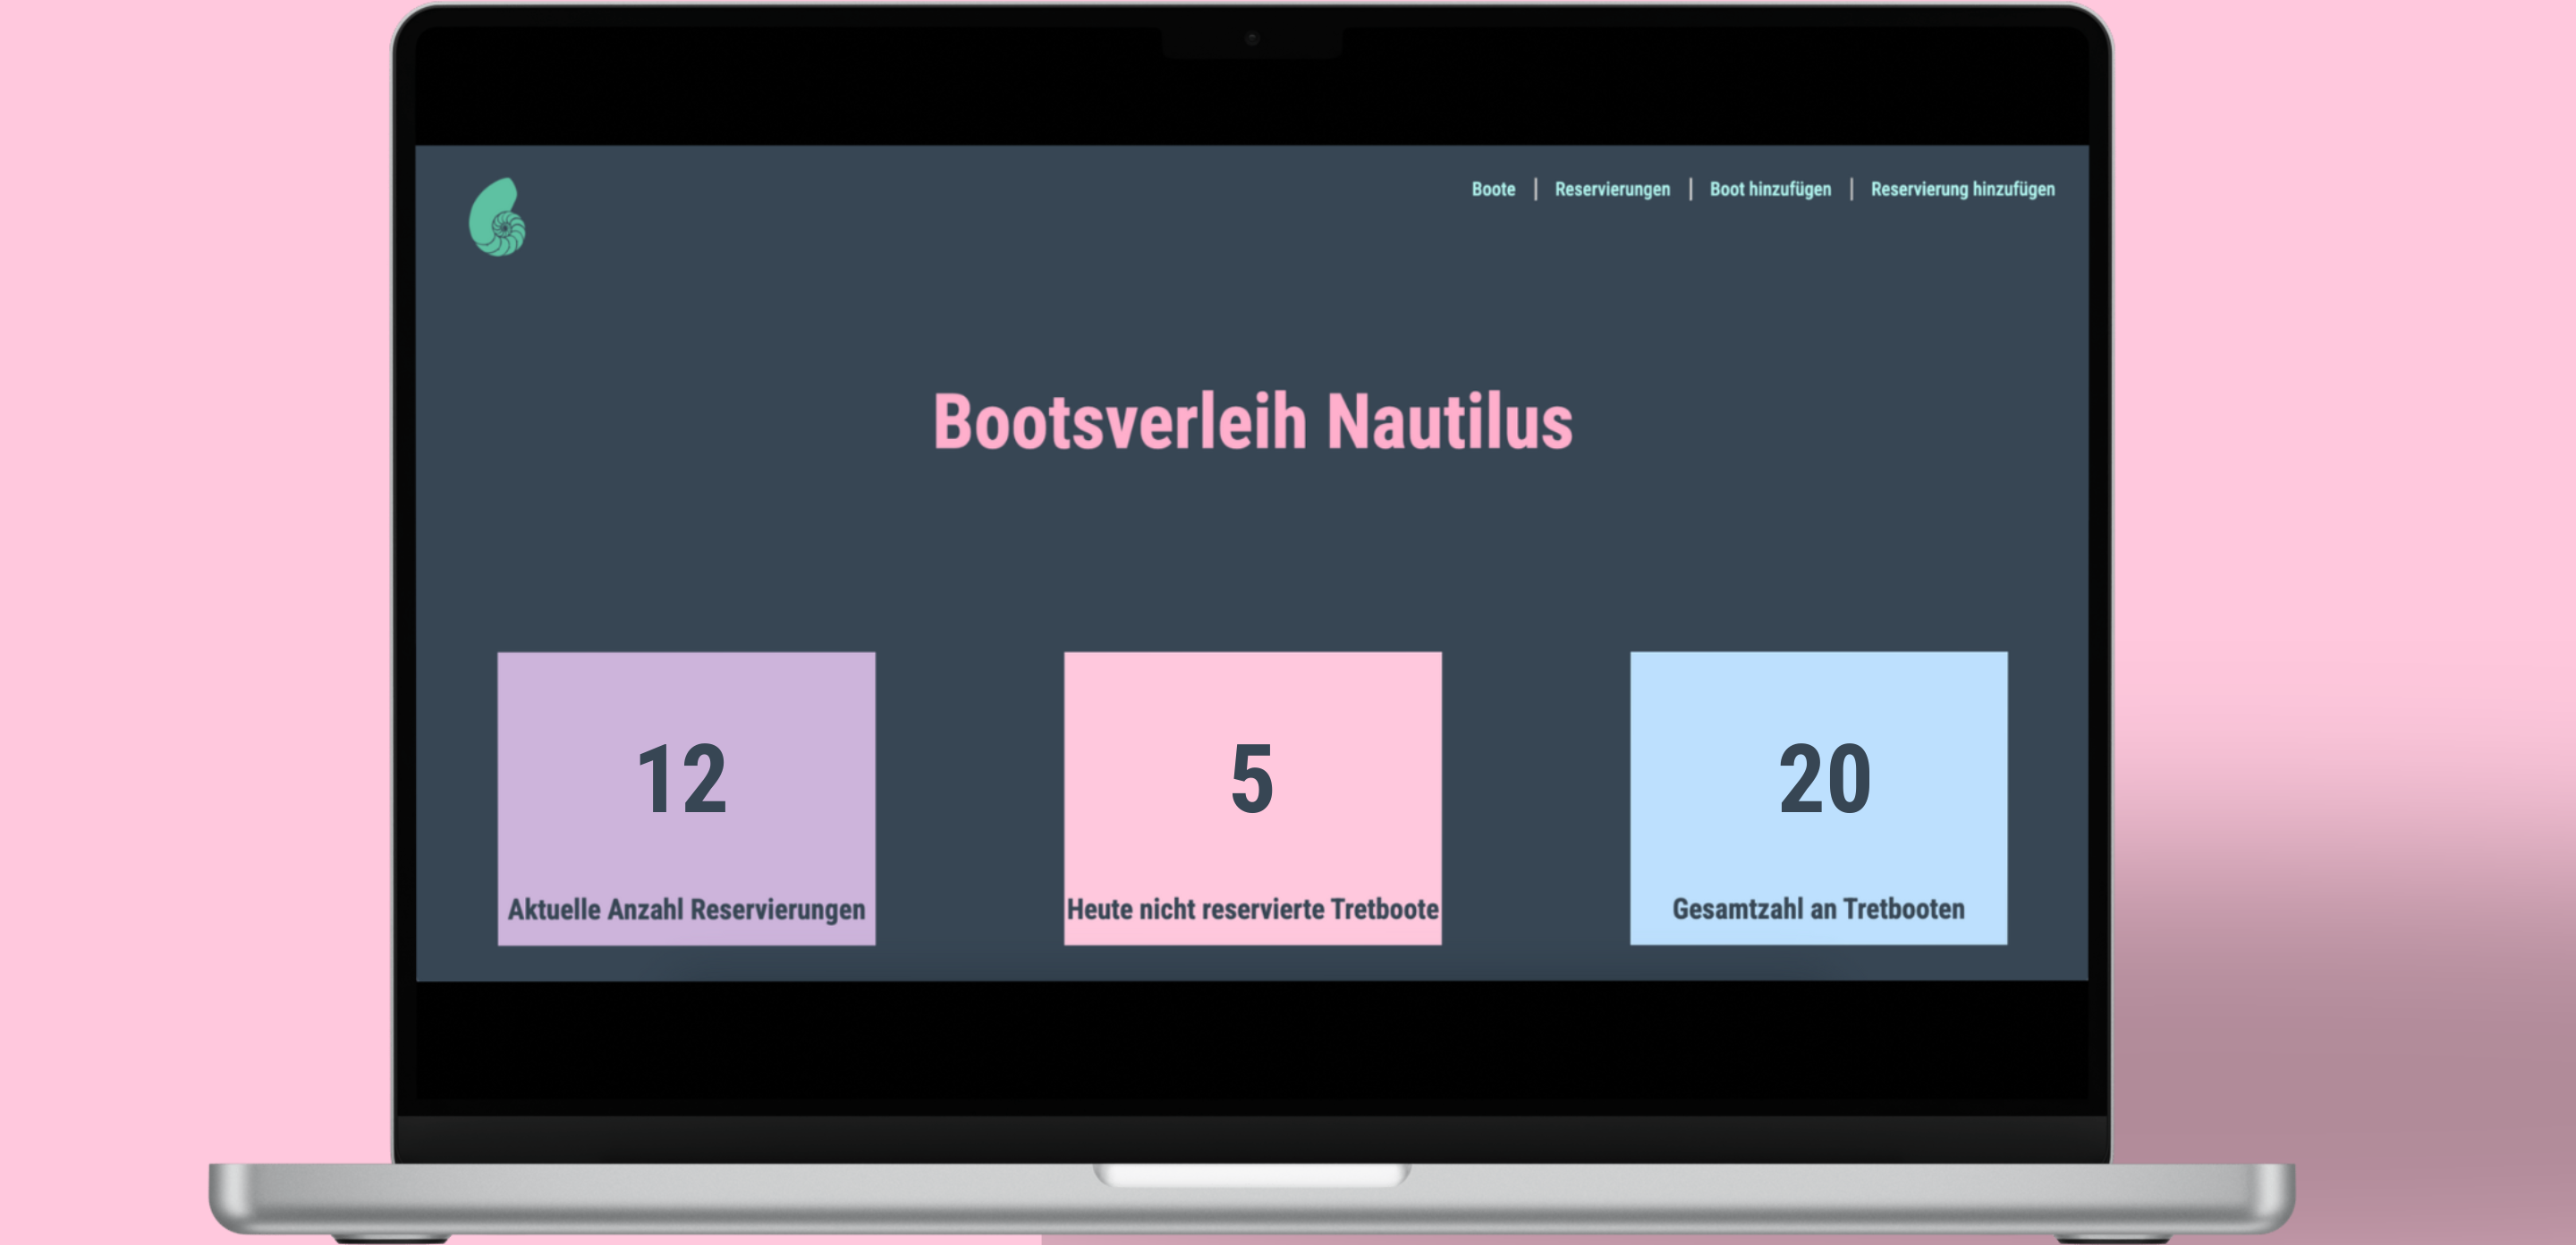 Boote | Reservierungen | Boot hinzufügen | Reservierung hinzufügen
Bootsverleih Nautilus
12
Aktuelle Anzahl Reservierungen
5
Heute nicht reservierte Tretboote
20
Gesamtzahl an Tretbooten